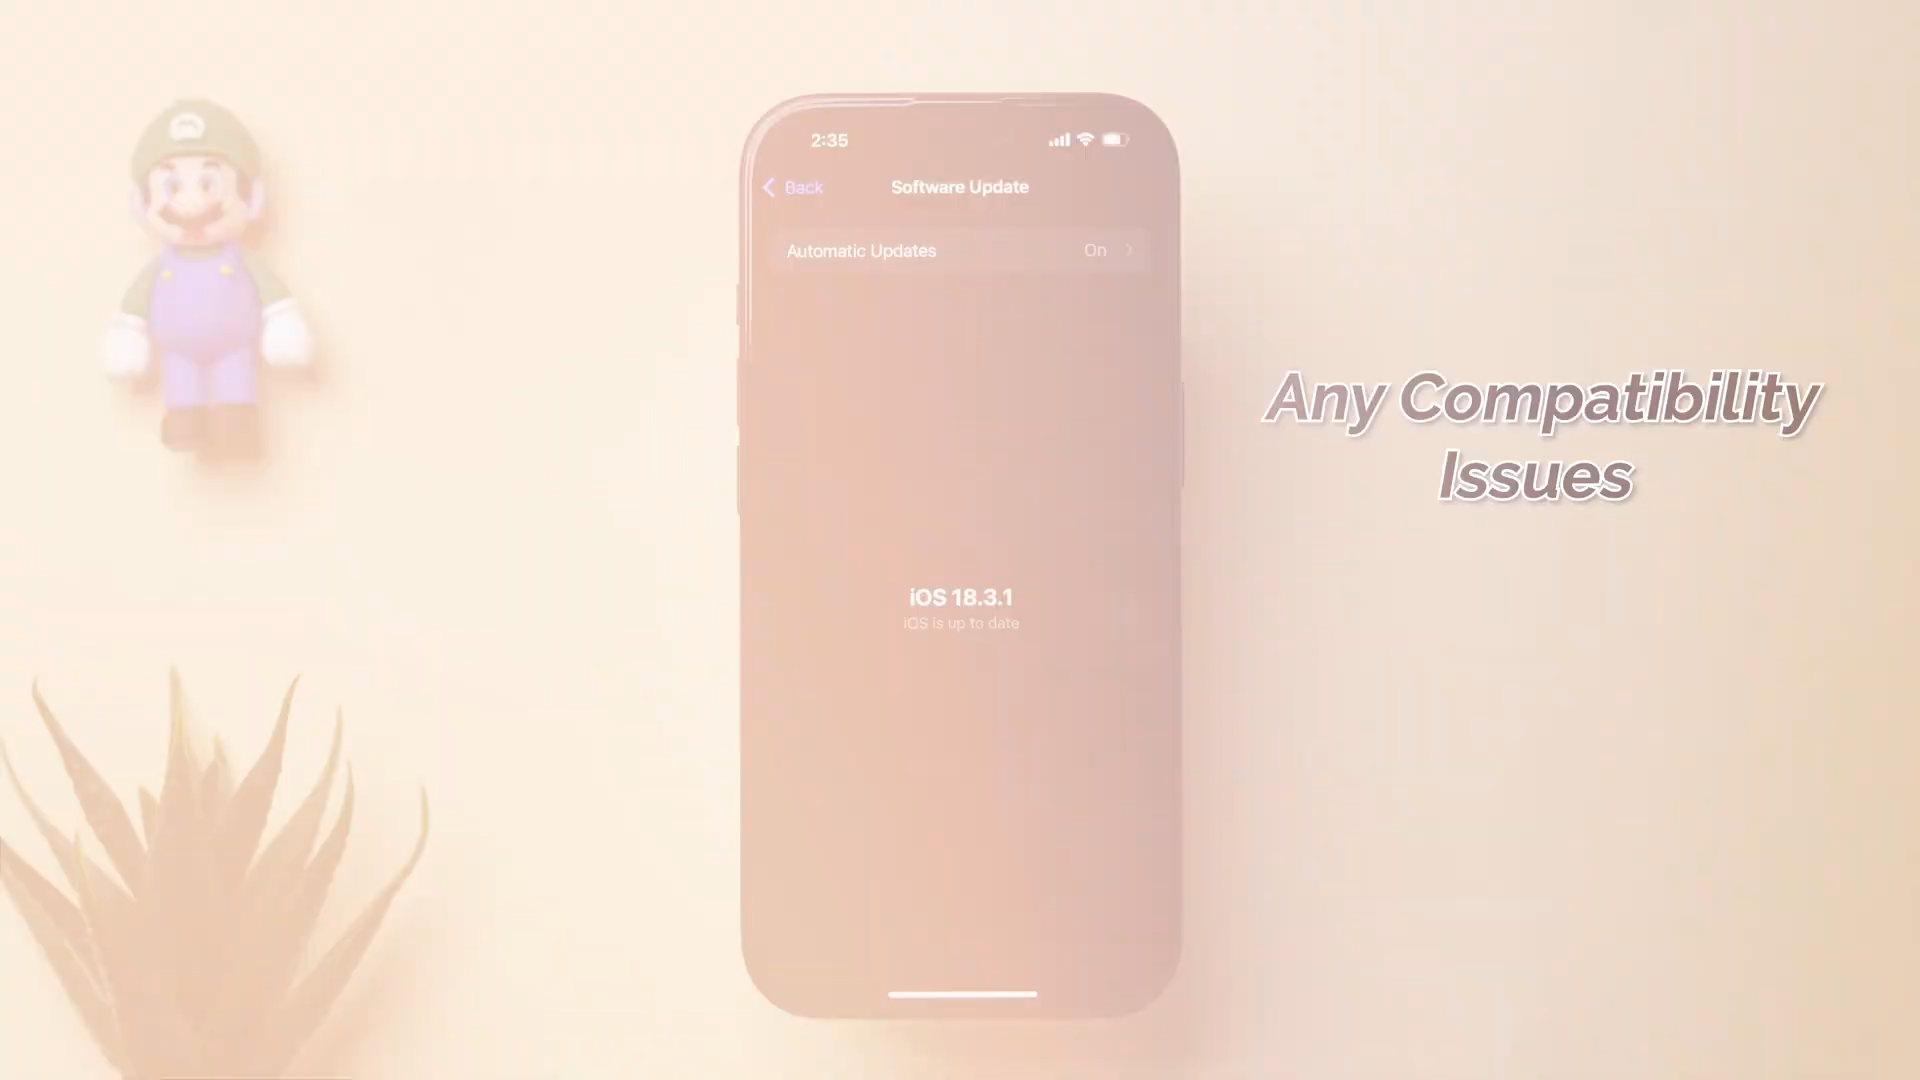 2:35
Back
Software Update
Automatic Updates
On
Any Compatibility
Issues
iOS 18.3.1
iOS is up to date